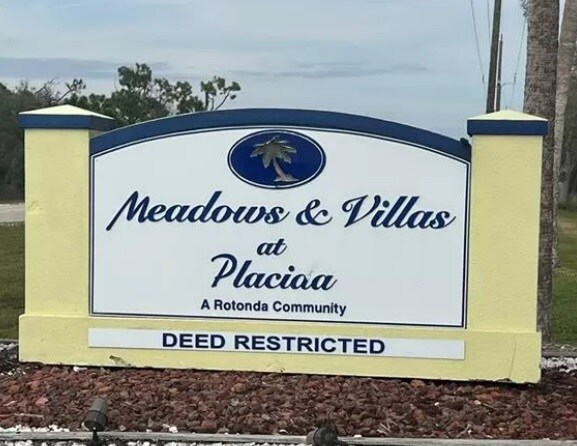 Meadows & Villas
at
Placiaa
A Rotonda Community
DEED RESTRICTED